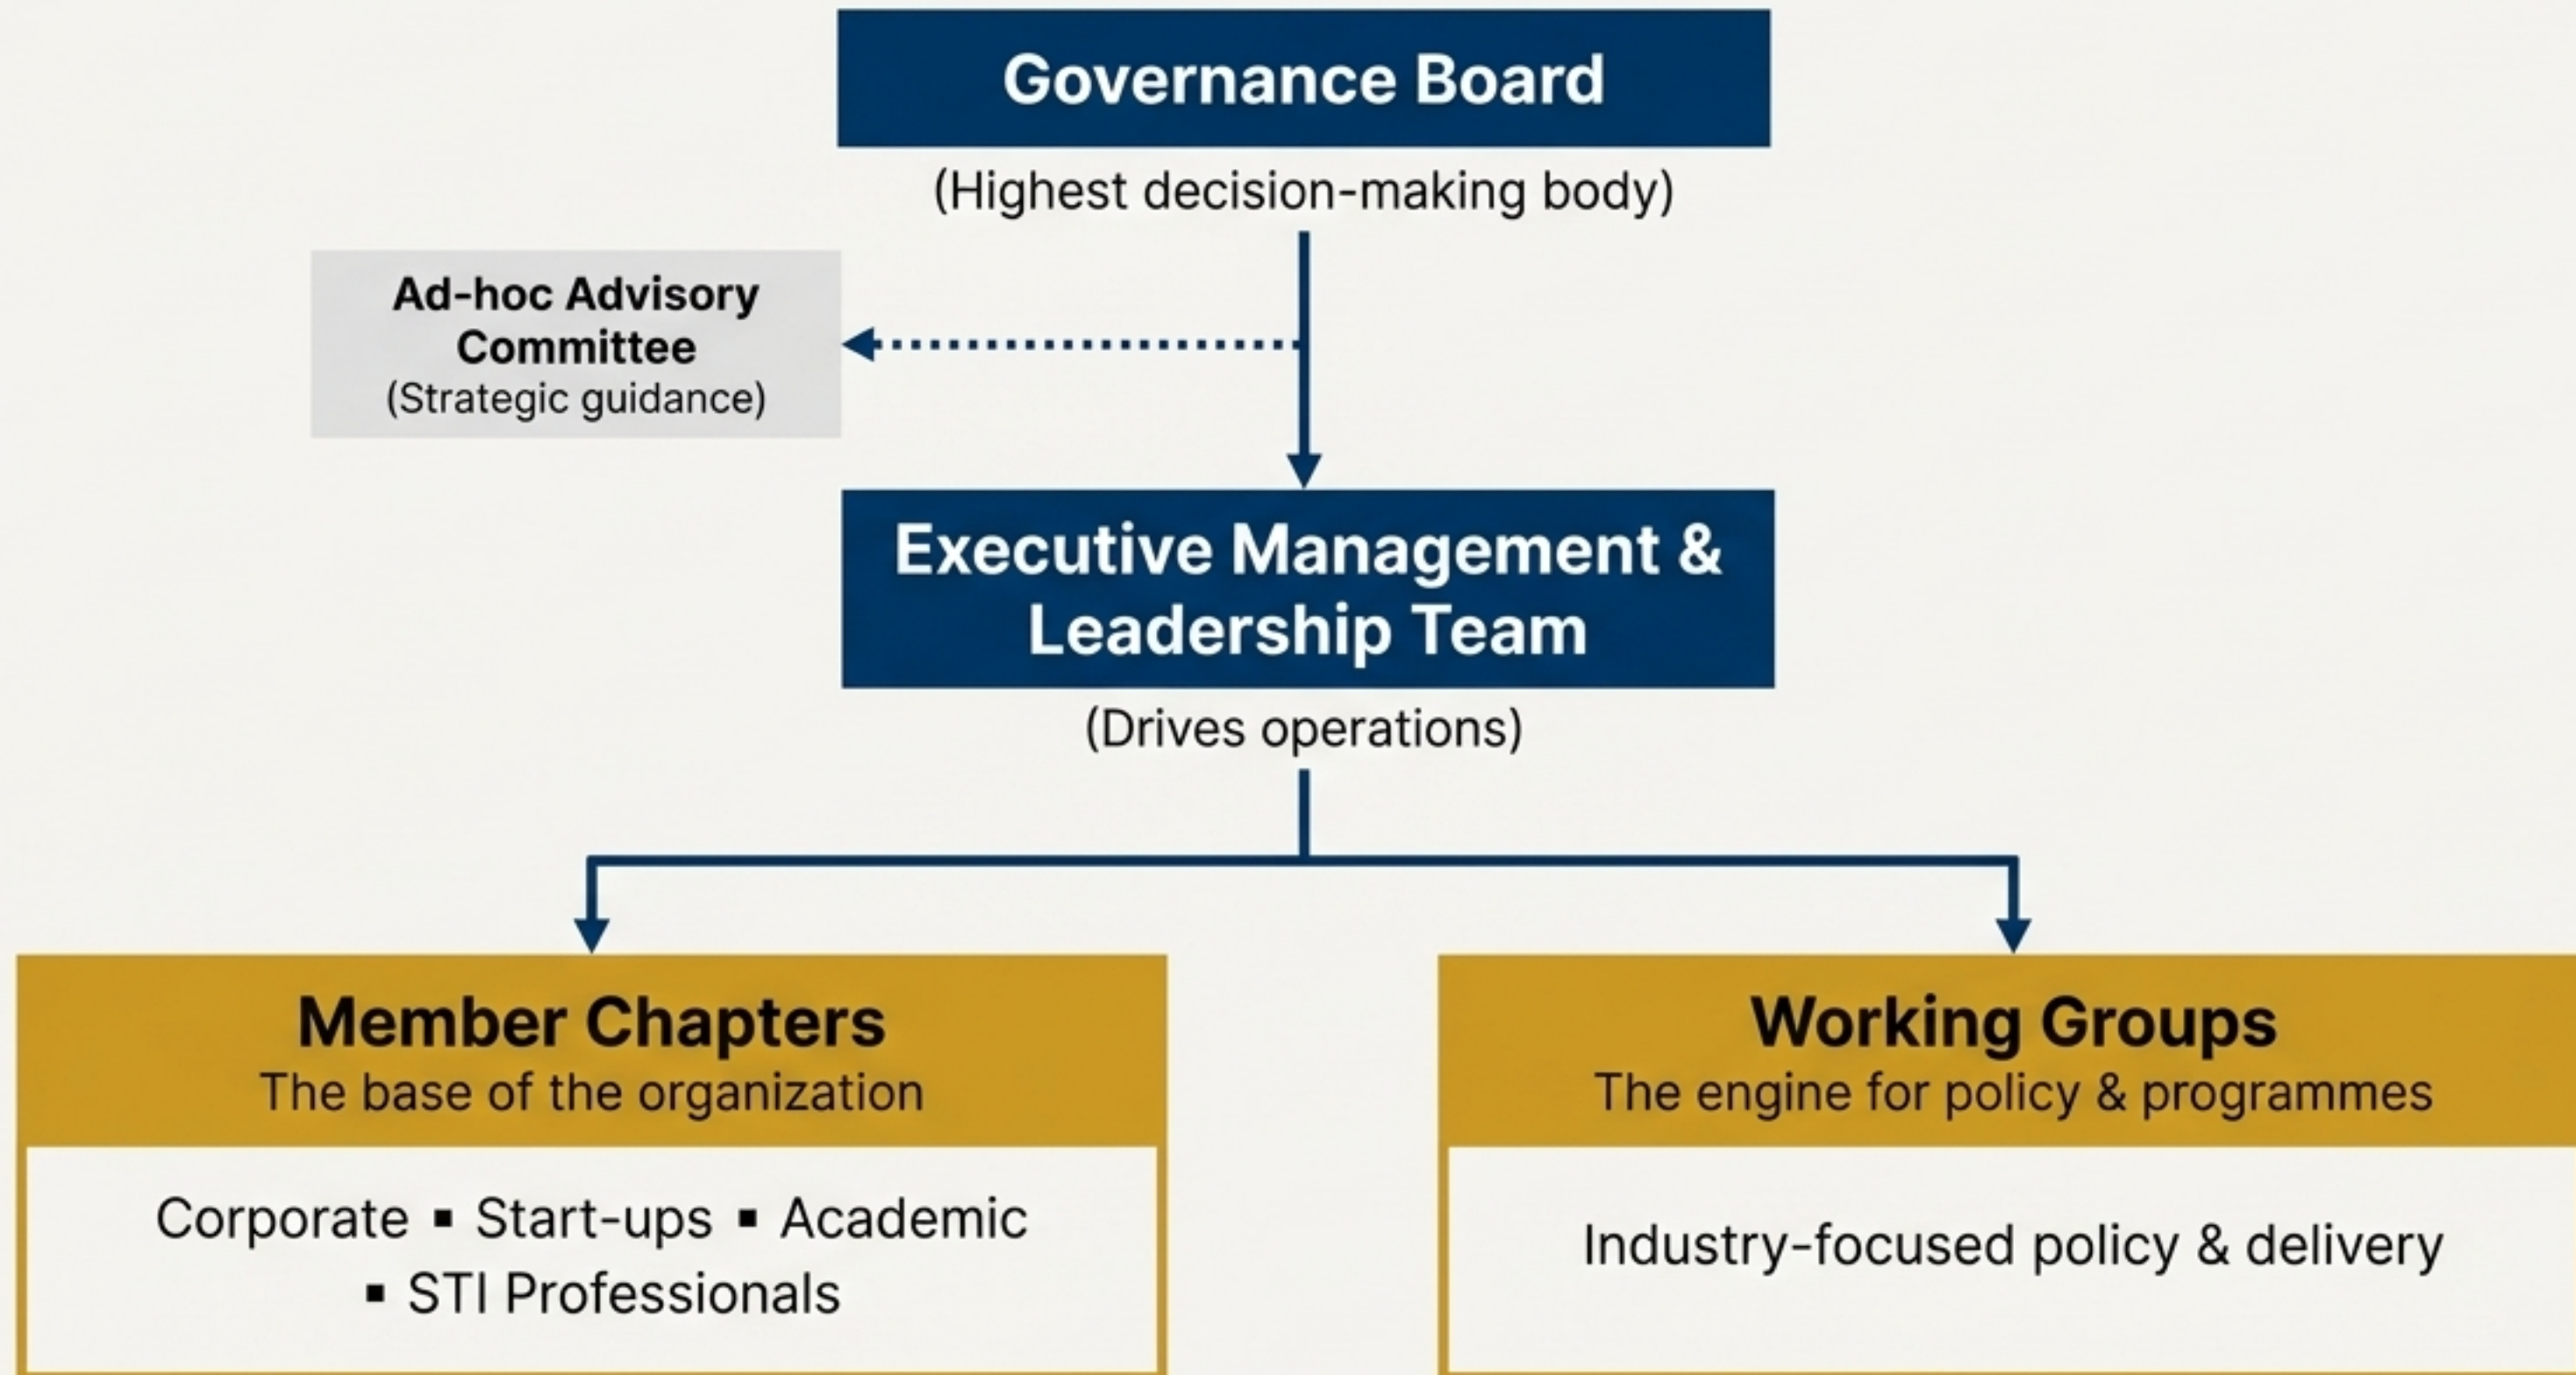 Governance Board
(Highest decision-making body)
Ad-hoc Advisory
Committee
(Strategic guidance)
Executive Management &
Leadership Team
(Drives operations)
Member Chapters
The base of the organization
Corporate ▪ Start-ups ▪ Academic
▪ STI Professionals
Working Groups
The engine for policy & programmes
Industry-focused policy & delivery